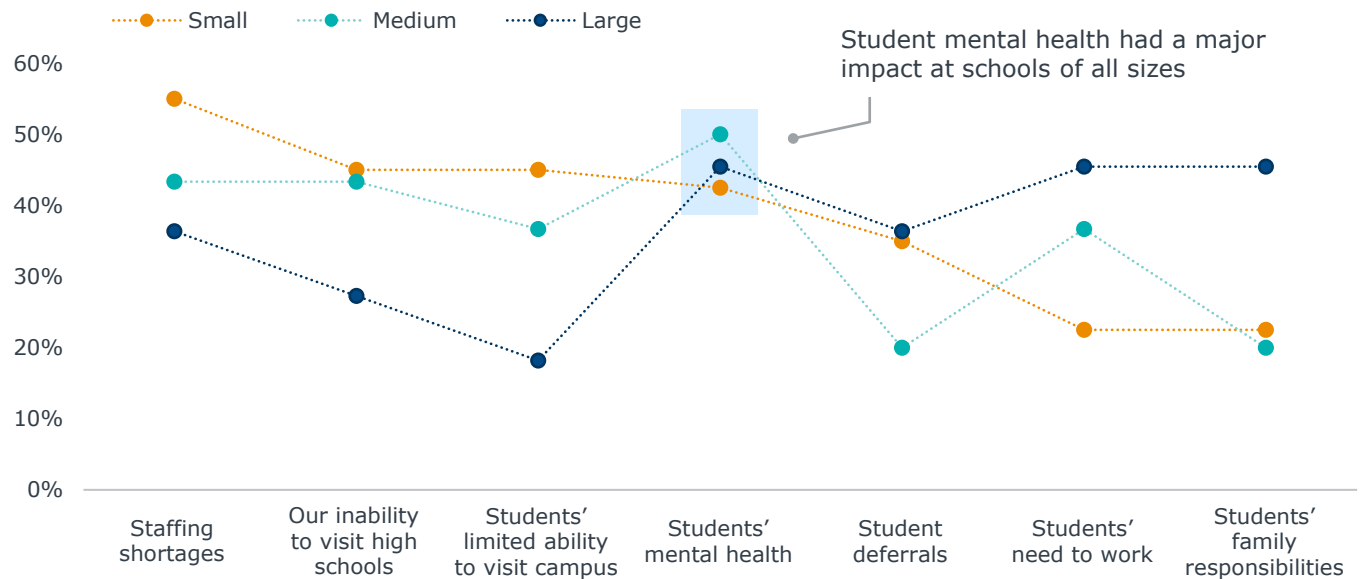 Small Medium Large
Student mental health had a major
impact at schools of all sizes
60%
50%
40%
30%
20%
10%
0%
Staffing
shortages
Our inability
to visit high
schools
Students’
limited ability
to visit campus
Students’
mental health
Student
deferrals
Students’
need to work
Students’
family
responsibilities